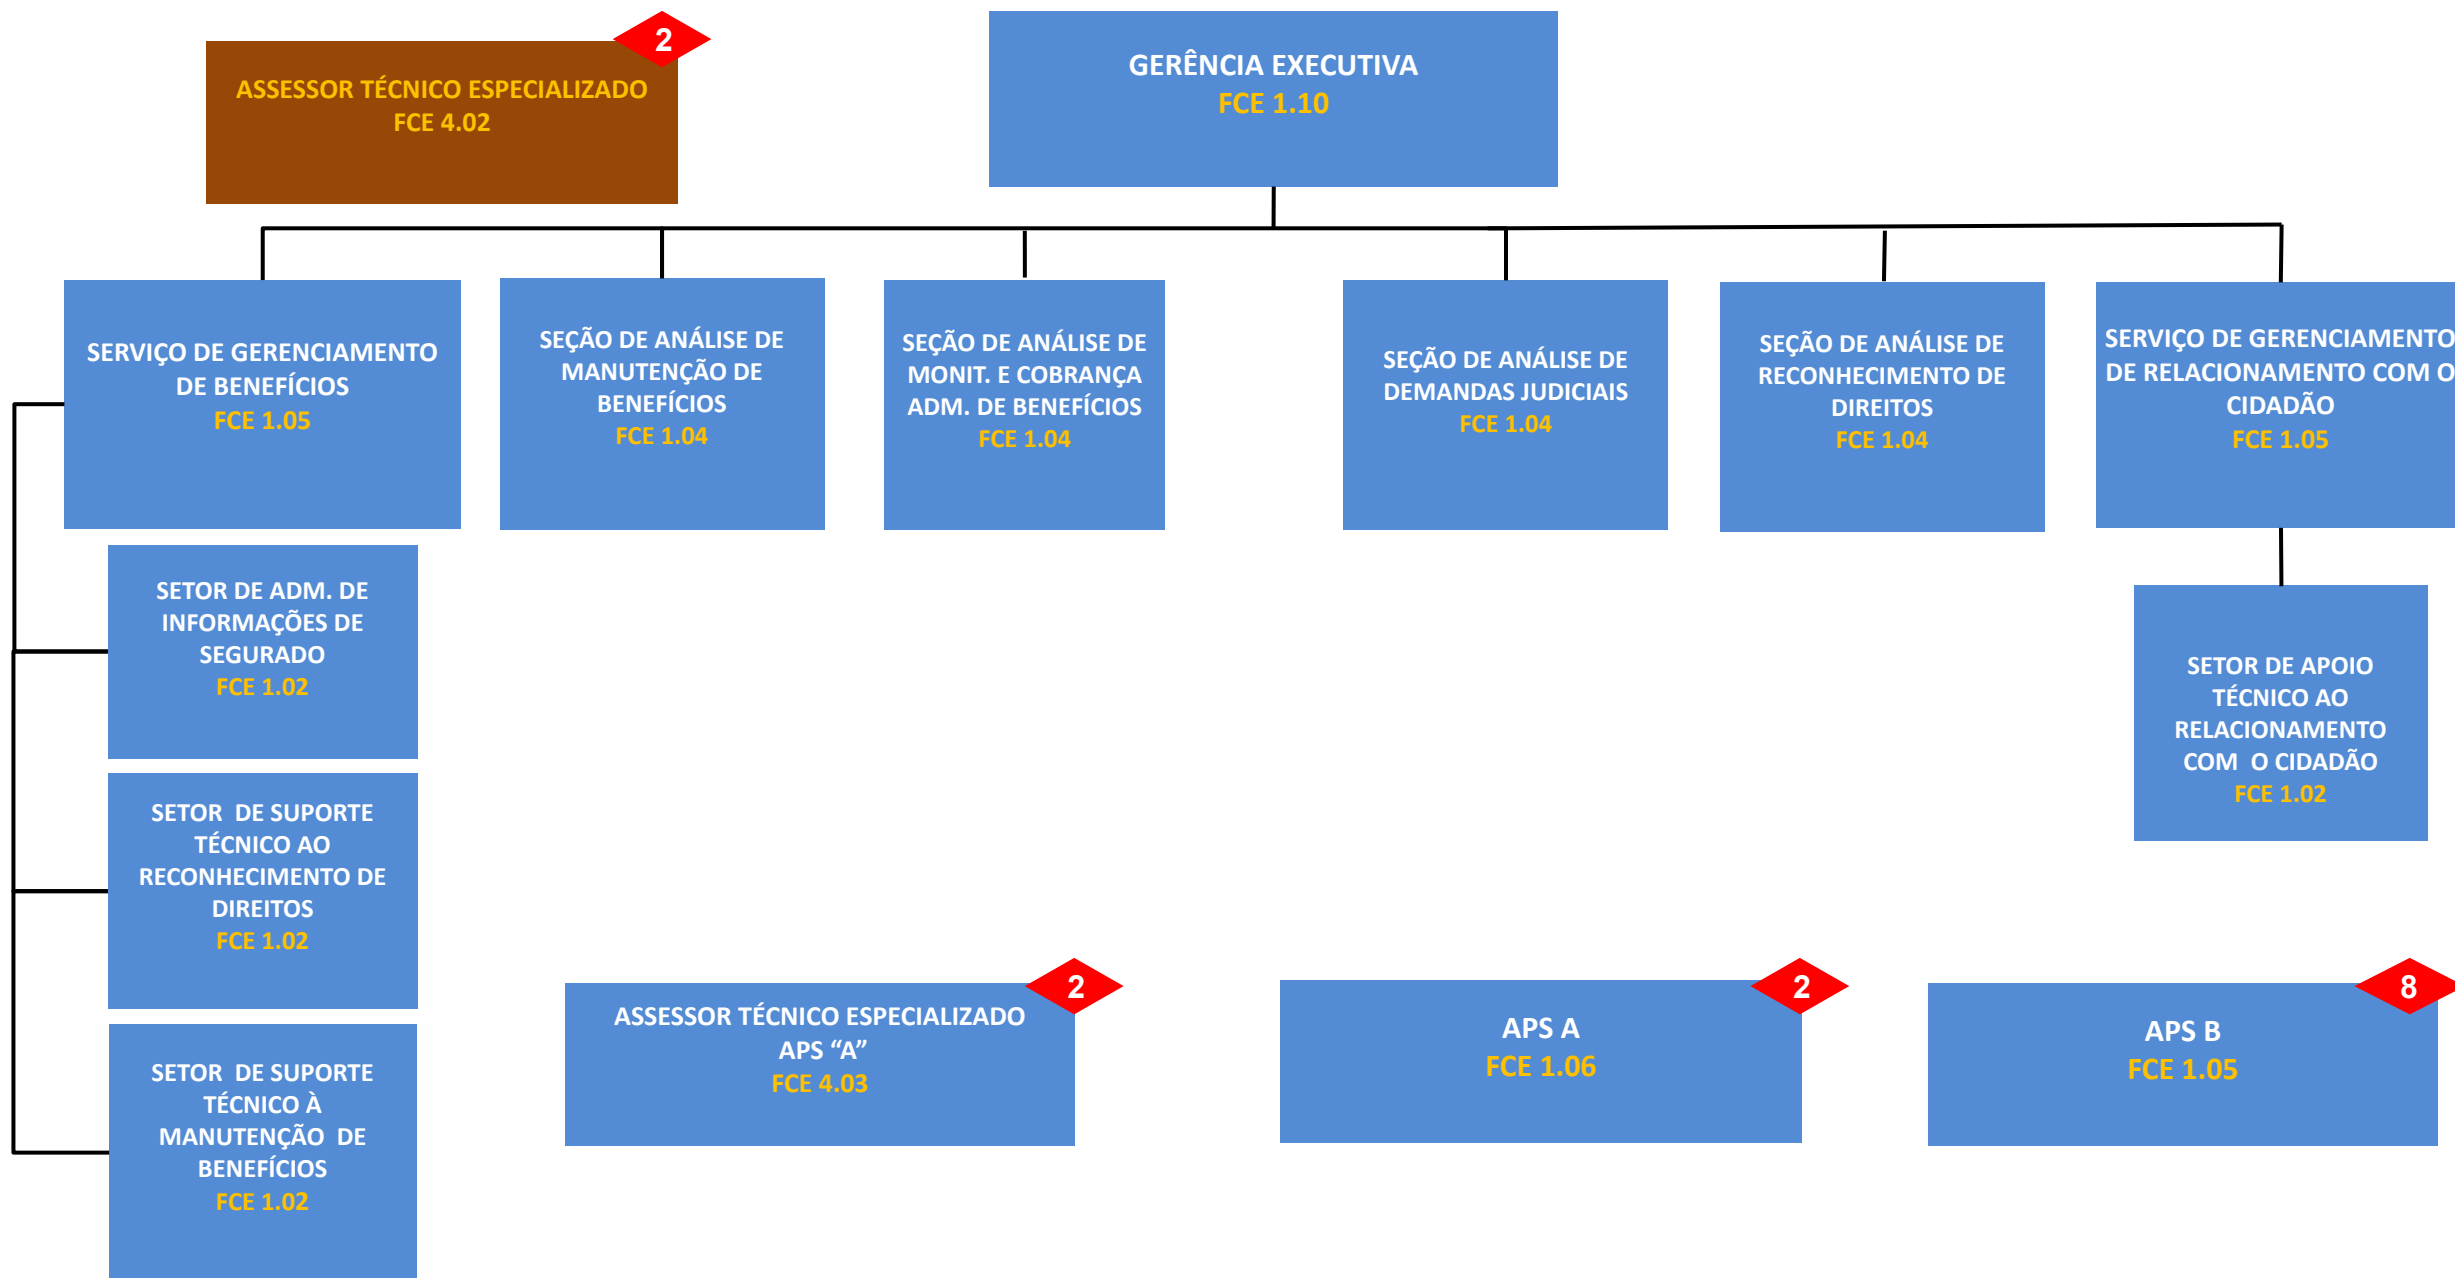 2
ASSESSOR TÉCNICO ESPECIALIZADO
FCE 4.02
GERÊNCIA EXECUTIVA
FCE 1.10
SERVIÇO DE GERENCIAMENTO
DE BENEFÍCIOS
FCE 1.05
SEÇÃO DE ANÁLISE DE
MANUTENÇÃO DE
BENEFÍCIOS
FCE 1.04
SEÇÃO DE ANÁLISE DE
MONIT. E COBRANÇA
ADM. DE BENEFÍCIOS
FCE 1.04
SEÇÃO DE ANÁLISE DE
DEMANDAS JUDICIAIS
FCE 1.04
SEÇÃO DE ANÁLISE DE
RECONHECIMENTO DE
DIREITOS
FCE 1.04
SERVIÇO DE GERENCIAMENTO
DE RELACIONAMENTO COM O
CIDADÃO
FCE 1.05
SETOR DE ADM. DE
INFORMAÇÕES DE
SEGURADO
FCE 1.02
SETOR DE APOIO
TÉCNICO AO
RELACIONAMENTO
COM O CIDADÃO
FCE 1.02
SETOR DE SUPORTE
TÉCNICO AO
RECONHECIMENTO DE
DIREITOS
FCE 1.02
SETOR DE SUPORTE
TÉCNICO À
MANUTENÇÃO DE
BENEFÍCIOS
FCE 1.02
2
ASSESSOR TÉCNICO ESPECIALIZADO
APS “A”
FCE 4.03
2
APS A
FCE 1.06
8
APS B
FCE 1.05